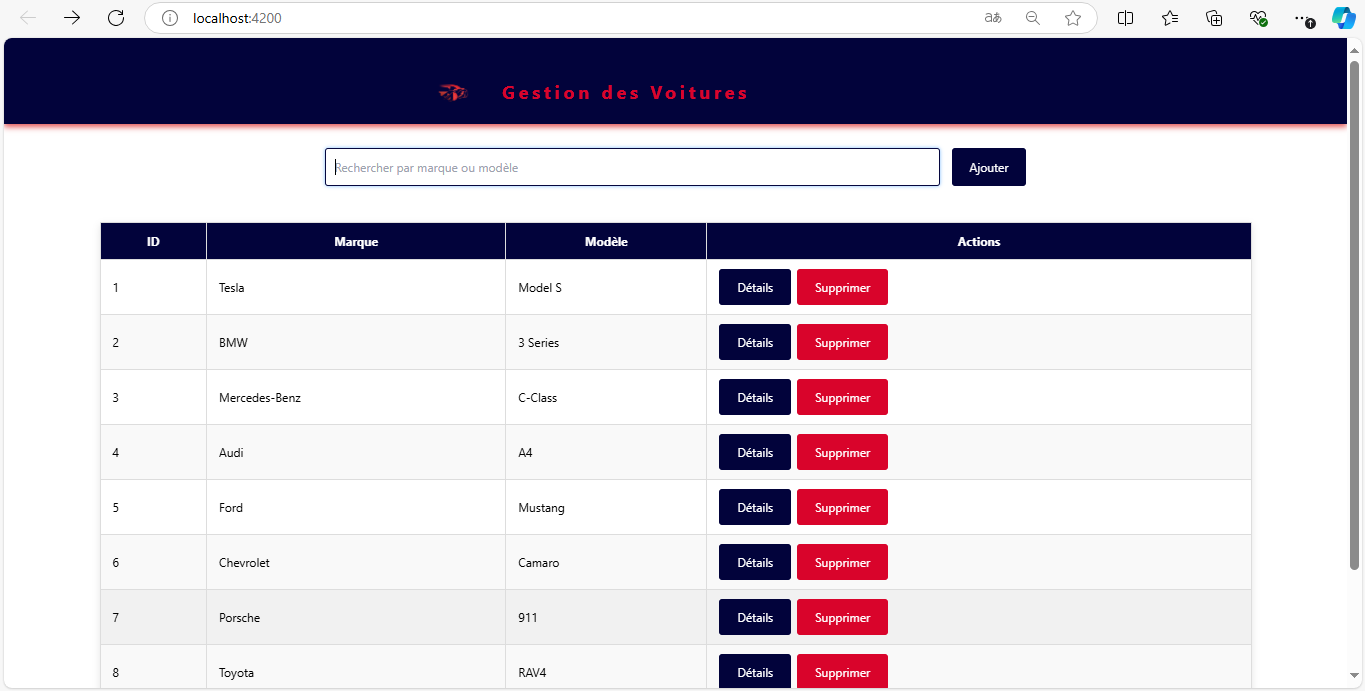 localhost:4200
aあ
Gestion des Voitures
Rechercher par marque ou modèle
Ajouter
ID Marque Modèle Actions
1 Tesla Model S Détails Supprimer
2 BMW 3 Series Détails Supprimer
3 Mercedes-Benz C-Class Détails Supprimer
4 Audi A4 Détails Supprimer
5 Ford Mustang Détails Supprimer
6 Chevrolet Camaro Détails Supprimer
7 Porsche 911 Détails Supprimer
8 Toyota RAV4 Détails Supprimer